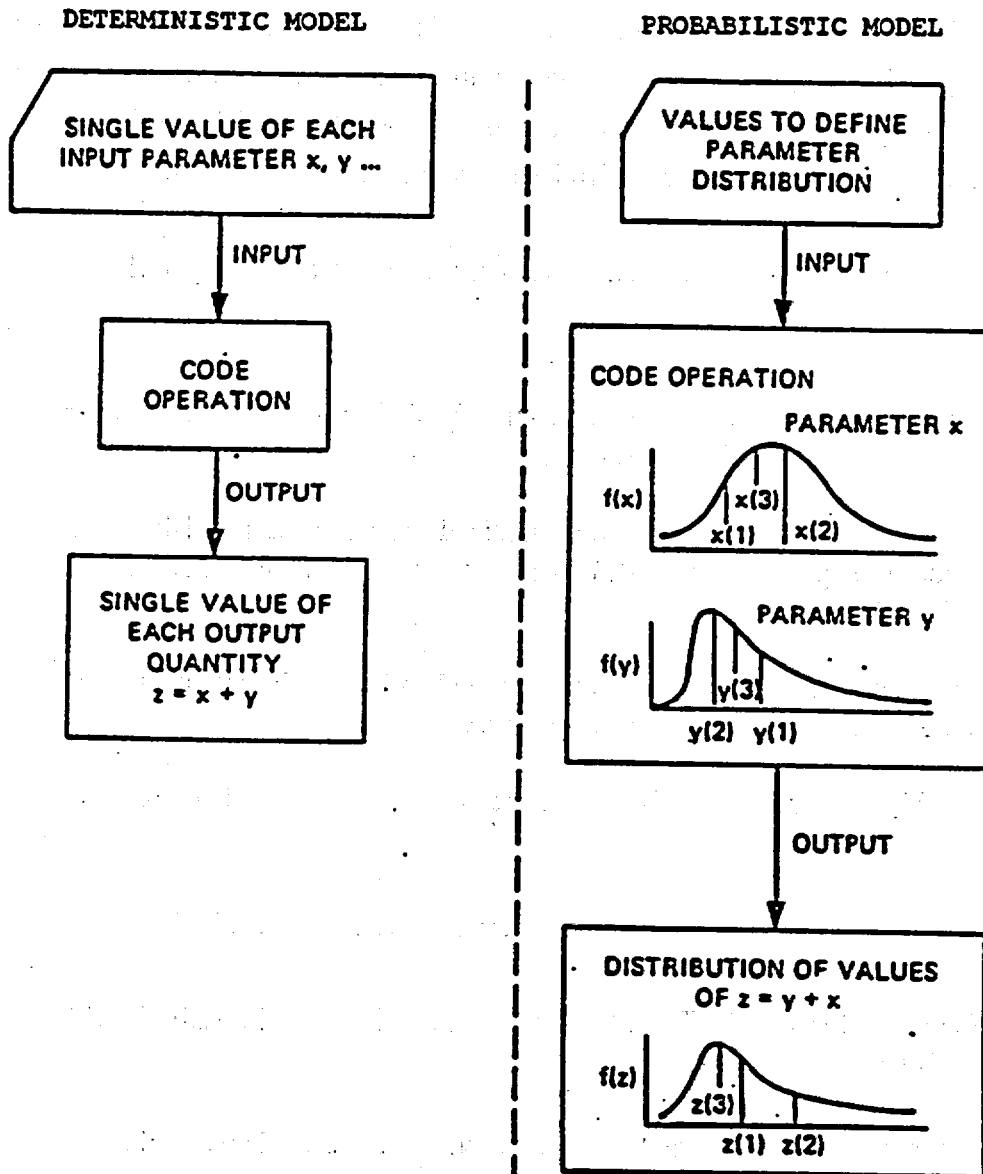 DETERMINISTIC MODEL
SINGLE VALUE OF EACH
INPUT PARAMETER x, y ...
INPUT
CODE
OPERATION
OUTPUT
SINGLE VALUE OF
EACH OUTPUT
QUANTITY
z = x + y
PROBABILISTIC MODEL
VALUES TO DEFINE
PARAMETER
DISTRIBUTION
INPUT
CODE OPERATION
PARAMETER x
f(x)
x(3)
x(1)
x(2)
PARAMETER y
f(y)
y(3)
y(2)
y(1)
OUTPUT
DISTRIBUTION OF VALUES
OF z = y + x
f(z)
z(3)
z(1)
z(2)